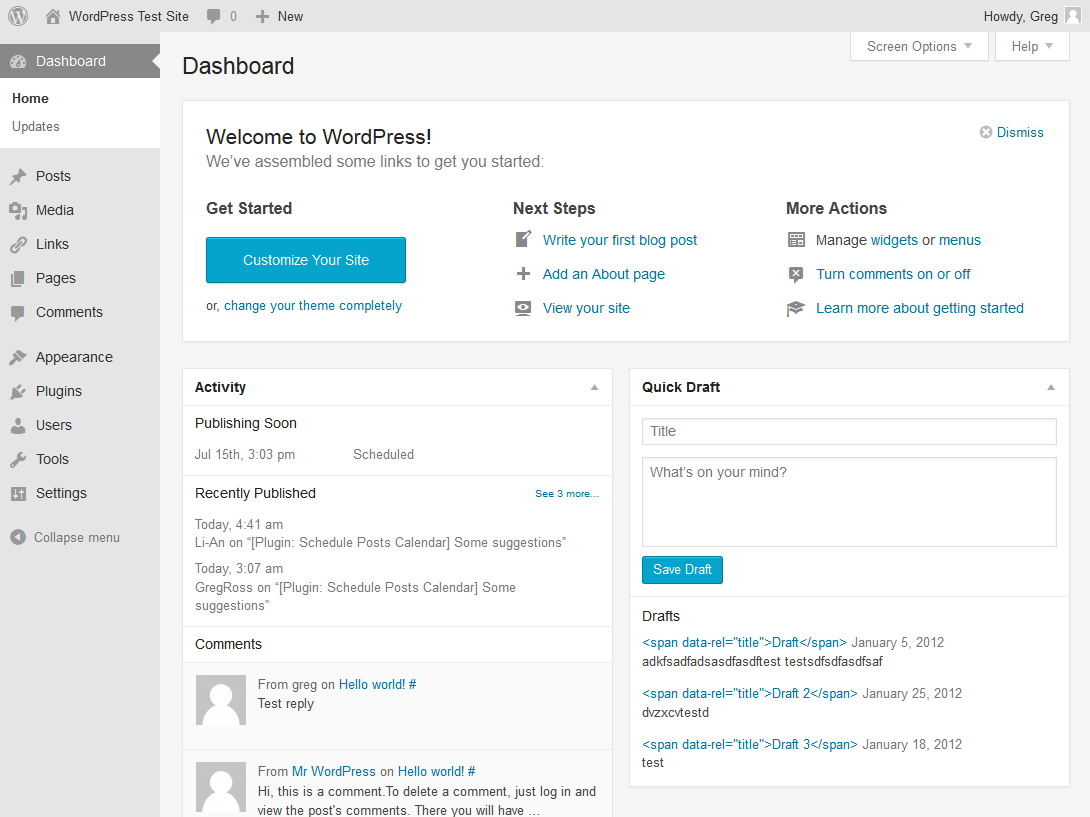 WordPress Test Site 0 New Howdy, Greg
Screen Options Help
Dashboard
Home
Updates
Posts
Media
Links
Pages
Comments
Appearance
Plugins
Users
Tools
Settings
Collapse menu
Dashboard
Welcome to WordPress!
We've assembled some links to get you started:
Dismiss
Get Started
Customize Your Site
or, change your theme completely
Next Steps
Write your first blog post
Add an About page
View your site
More Actions
Manage widgets or menus
Turn comments on or off
Learn more about getting started
Activity
Publishing Soon
Jul 15th, 3:03 pm Scheduled
Recently Published See 3 more...
Today, 4:41 am
Li-An on “[Plugin: Schedule Posts Calendar] Some suggestions”
Today, 3:07 am
GregRoss on “[Plugin: Schedule Posts Calendar] Some
suggestions”
Comments
From greg on Hello world! #
Test reply
From Mr WordPress on Hello world! #
Hi, this is a comment.To delete a comment, just log in and
view the post's comments. There you will have …
Quick Draft
Title
What's on your mind?
Save Draft
Drafts
<span data-rel="title">Draft</span> January 5, 2012
adkfsadfadsasdfasdftest testsdfsdfasdfsaf
<span data-rel="title">Draft 2</span> January 25, 2012
dvzxcvtestd
<span data-rel="title">Draft 3</span> January 18, 2012
test